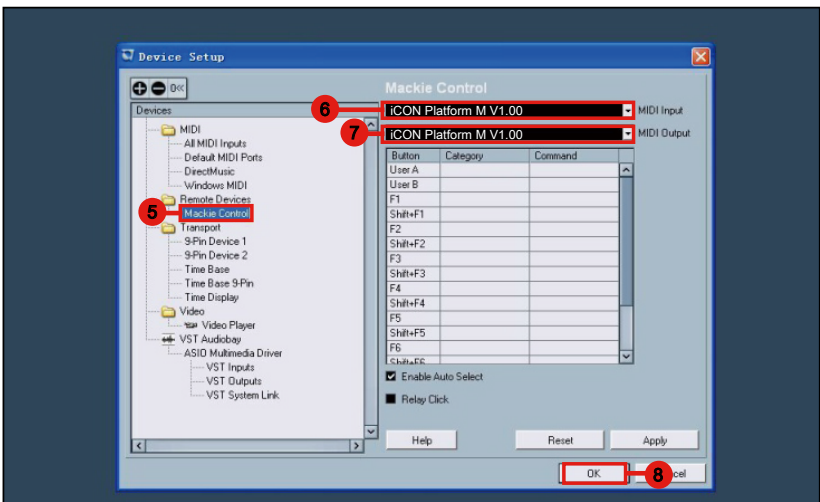 Device Setup
Mackie Control
Devices
6
iCON Platform M V1.00
MIDI Input
7
iCON Platform M V1.00
MIDI Output
MIDI
All MIDI Inputs
Default MIDI Ports
DirectMusic
Windows MIDI
Remote Devices
5
Mackie Control
Transport
9-Pin Device 1
9-Pin Device 2
Time Base
Time Base 9-Pin
Time Display
Video
Video Player
VST Audiobay
ASIO Multimedia Driver
VST Inputs
VST Outputs
VST System Link
Button Category Command
User A
User B
F1
Shift+F1
F2
Shift+F2
F3
Shift+F3
F4
Shift+F4
F5
Shift+F5
F6
Shift+F6
Enable Auto Select
Relay Click
Help Reset Apply
OK 8 cel